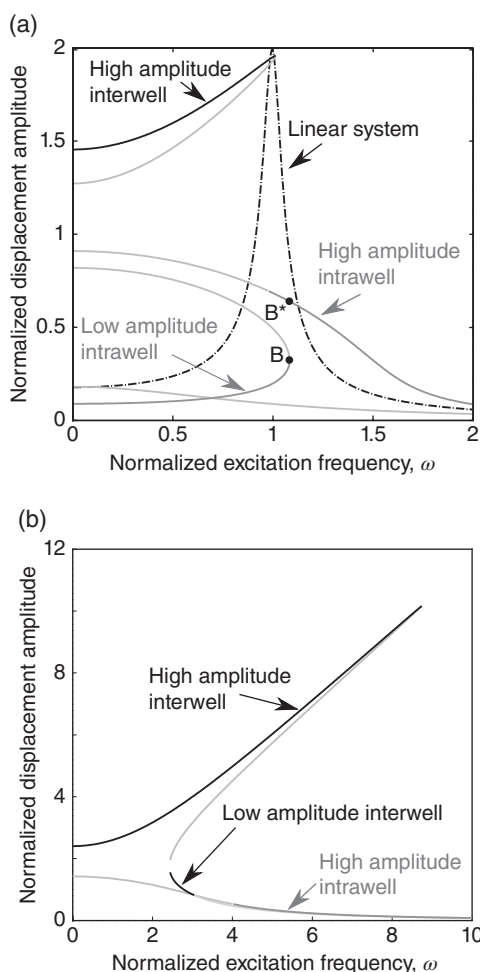 (a)
2
1.5
1
0.5
0
Normalized displacement amplitude
High amplitude
interwell
Linear system
High amplitude
intrawell
B*
Low amplitude
intrawell
B
0
0.5
1
1.5
2
Normalized excitation frequency, ω
(b)
12
8
4
0
Normalized displacement amplitude
High amplitude
interwell
Low amplitude interwell
High amplitude
intrawell
0
2
4
6
8
10
Normalized excitation frequency, ω